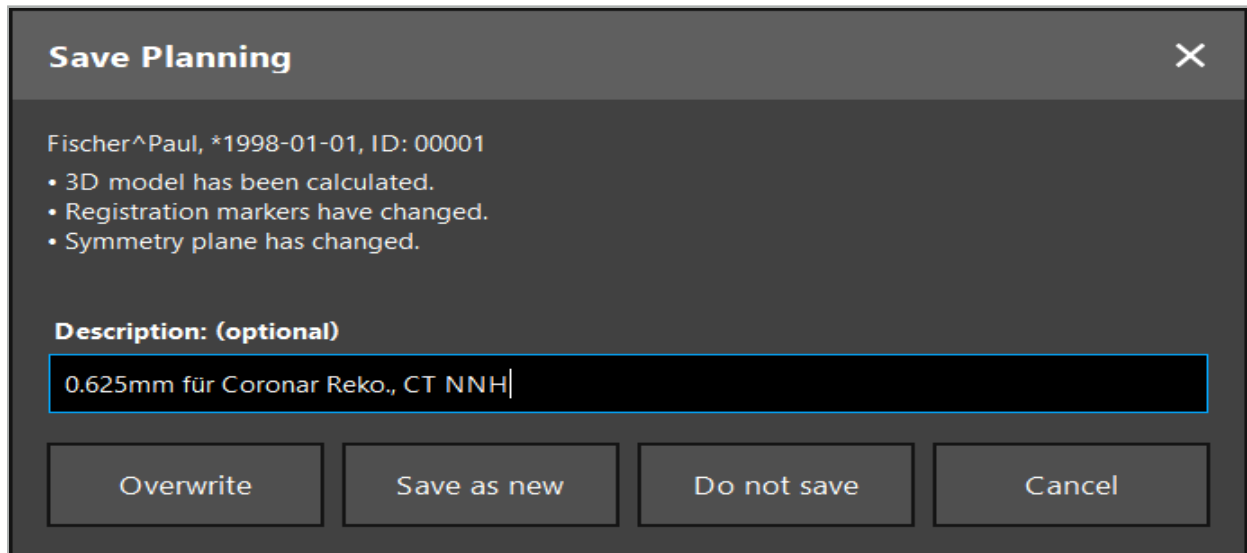 Save Planning
Fischer^Paul, *1998-01-01, ID: 00001
• 3D model has been calculated.
• Registration markers have changed.
• Symmetry plane has changed.
Description: (optional)
0.625mm für Coronar Reko., CT NNH
Overwrite Save as new Do not save Cancel